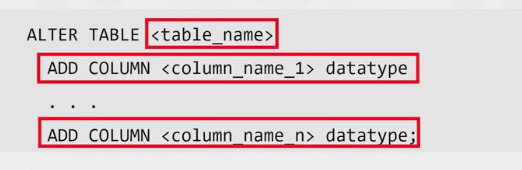 ALTER TABLE <table_name>
ADD COLUMN <column_name_1> datatype
. . .
ADD COLUMN <column_name_n> datatype;